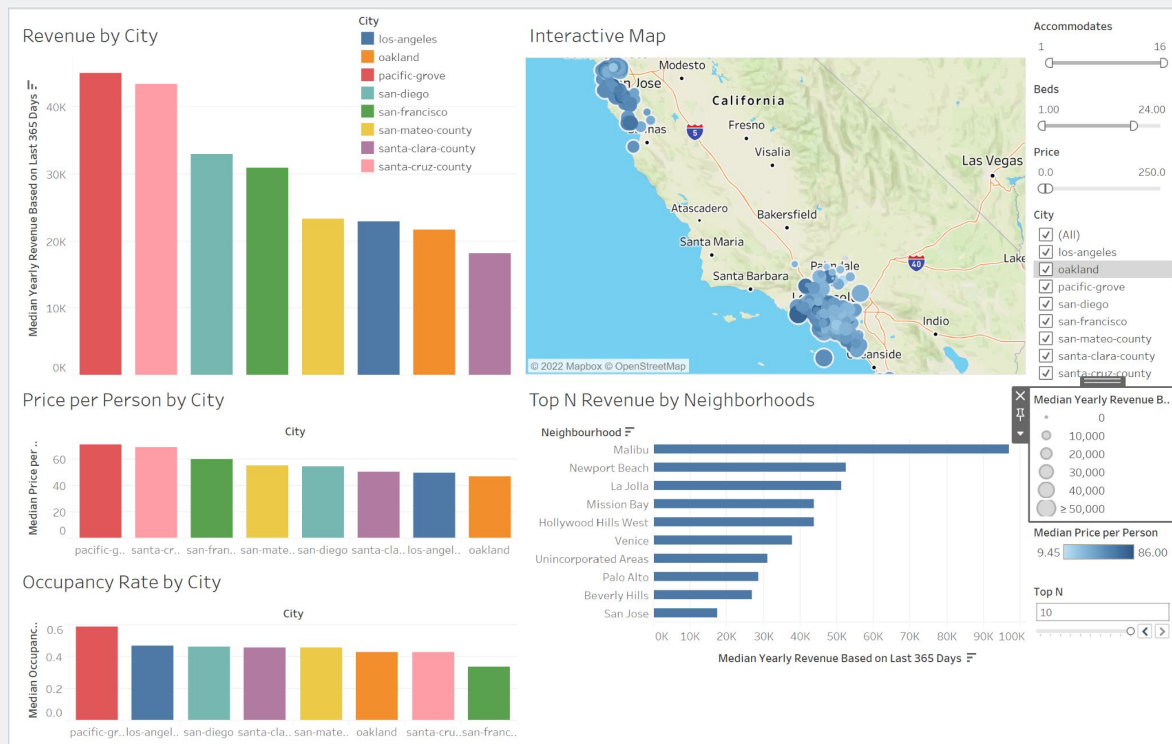 Revenue by City
Median Yearly Revenue Based on Last 365 Days
40K
30K
20K
10K
0K
City
los-angeles
oakland
pacific-grove
san-diego
san-francisco
san-mateo-county
santa-clara-county
santa-cruz-county
Interactive Map
Modesto
San Jose
California
Fresno
Visalia
Las Vegas
Atascadero
Bakersfield
Santa Maria
Santa Barbara
Indio
5
40
Lake
© 2022 Mapbox © OpenStreetMap
Accommodates
1 16
Beds
1.00 24.00
Price
0.0 250.0
City
(All)
los-angeles
oakland
pacific-grove
san-diego
san-francisco
san-mateo-county
santa-clara-county
santa-cruz-county
Price per Person by City
City
Median Price per ..
60
40
20
0
pacific-g.. santa-cr.. san-fran.. san-mate.. san-diego santa-cla.. los-angel.. oakland
Occupancy Rate by City
City
Median Occupanc..
0.6
0.4
0.2
0.0
pacific-gr.. los-angel.. san-diego santa-cla.. san-mate.. oakland santa-cru.. san-franc..
Top N Revenue by Neighborhoods
Neighbourhood
Malibu
Newport Beach
La Jolla
Mission Bay
Hollywood Hills West
Venice
Unincorporated Areas
Palo Alto
Beverly Hills
San Jose
0K 10K 20K 30K 40K 50K 60K 70K 80K 90K 100K
Median Yearly Revenue Based on Last 365 Days
Median Yearly Revenue B..
0
10,000
20,000
30,000
40,000
≥ 50,000
Median Price per Person
9.45 86.00
Top N
10